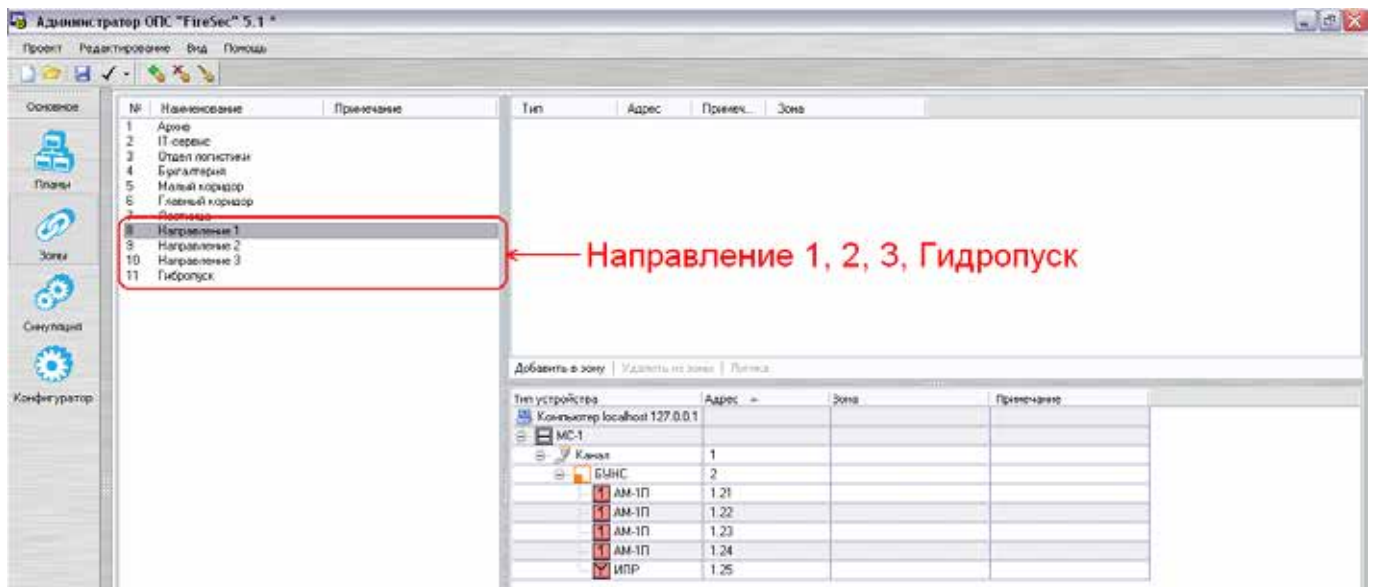 Администратор ОПС "FireSec" 5.1 *
Проект Редактирование Вид Помощь
Основное
Планы
Зоны
Симуляция
Конфигуратор
№ Наименование Примечание
1 Архив
2 IT-сервис
3 Отдел логистики
4 Бухгалтерия
5 Малый коридор
6 Главный коридор
7 Лестница
8 Направление 1
9 Направление 2
10 Направление 3
11 Гидропуск
Направление 1, 2, 3, Гидропуск
Тип Адрес Примеч... Зона
Добавить в зону Удалить из зоны Логика
Тип устройства Адрес Зона Примечание
Компьютер localhost 127.0.0.1
МС-1
Канал 1
БУНС 2
АМ-1П 1.21
АМ-1П 1.22
АМ-1П 1.23
АМ-1П 1.24
ИПР 1.25